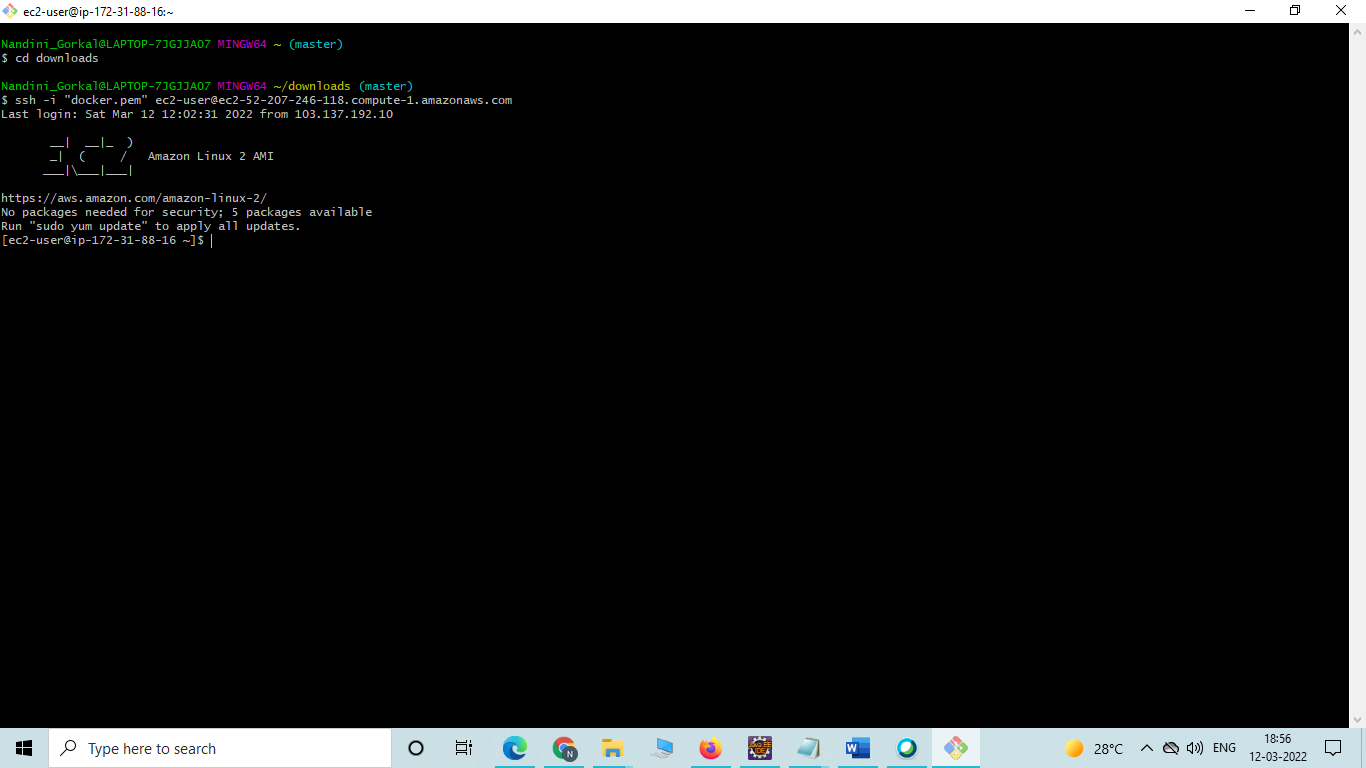 ec2-user@ip-172-31-88-16:~
Nandini_Gorkal@LAPTOP-7JGJJAO7 MINGW64 ~ (master)
$ cd downloads
Nandini_Gorkal@LAPTOP-7JGJJAO7 MINGW64 ~/downloads (master)
$ ssh -i "docker.pem" ec2-user@ec2-52-207-246-118.compute-1.amazonaws.com
Last login: Sat Mar 12 12:02:31 2022 from 103.137.192.10
       __|  __|_  )
       _|  (     /   Amazon Linux 2 AMI
      ___|\___|___|
https://aws.amazon.com/amazon-linux-2/
No packages needed for security; 5 packages available
Run "sudo yum update" to apply all updates.
[ec2-user@ip-172-31-88-16 ~]$
Type here to search
N
JAVA EE
IDE
W
28°C
ENG
18:56
12-03-2022